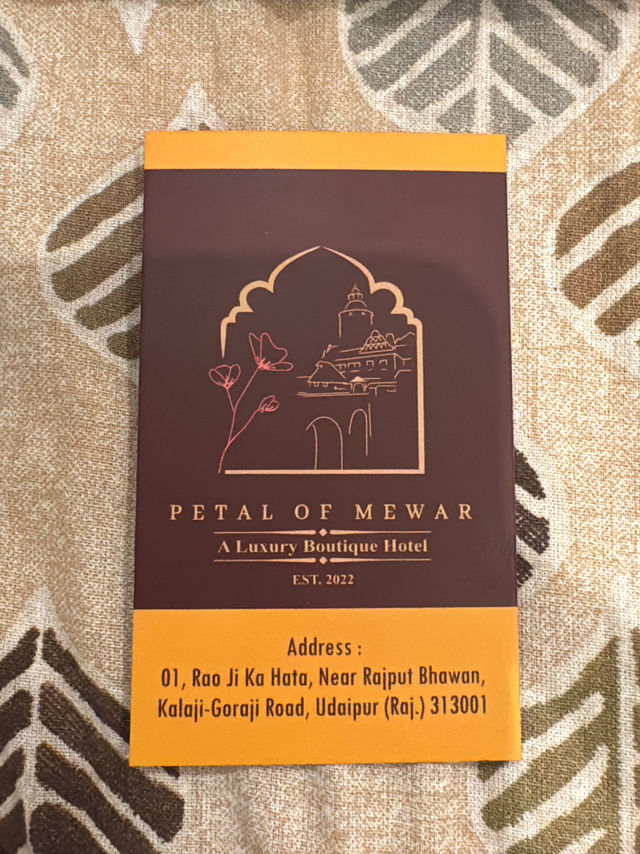 PETAL OF MEWAR
A Luxury Boutique Hotel
EST. 2022
Address :
01, Rao Ji Ka Hata, Near Rajput Bhawan,
Kalaji-Goraji Road, Udaipur (Raj.) 313001